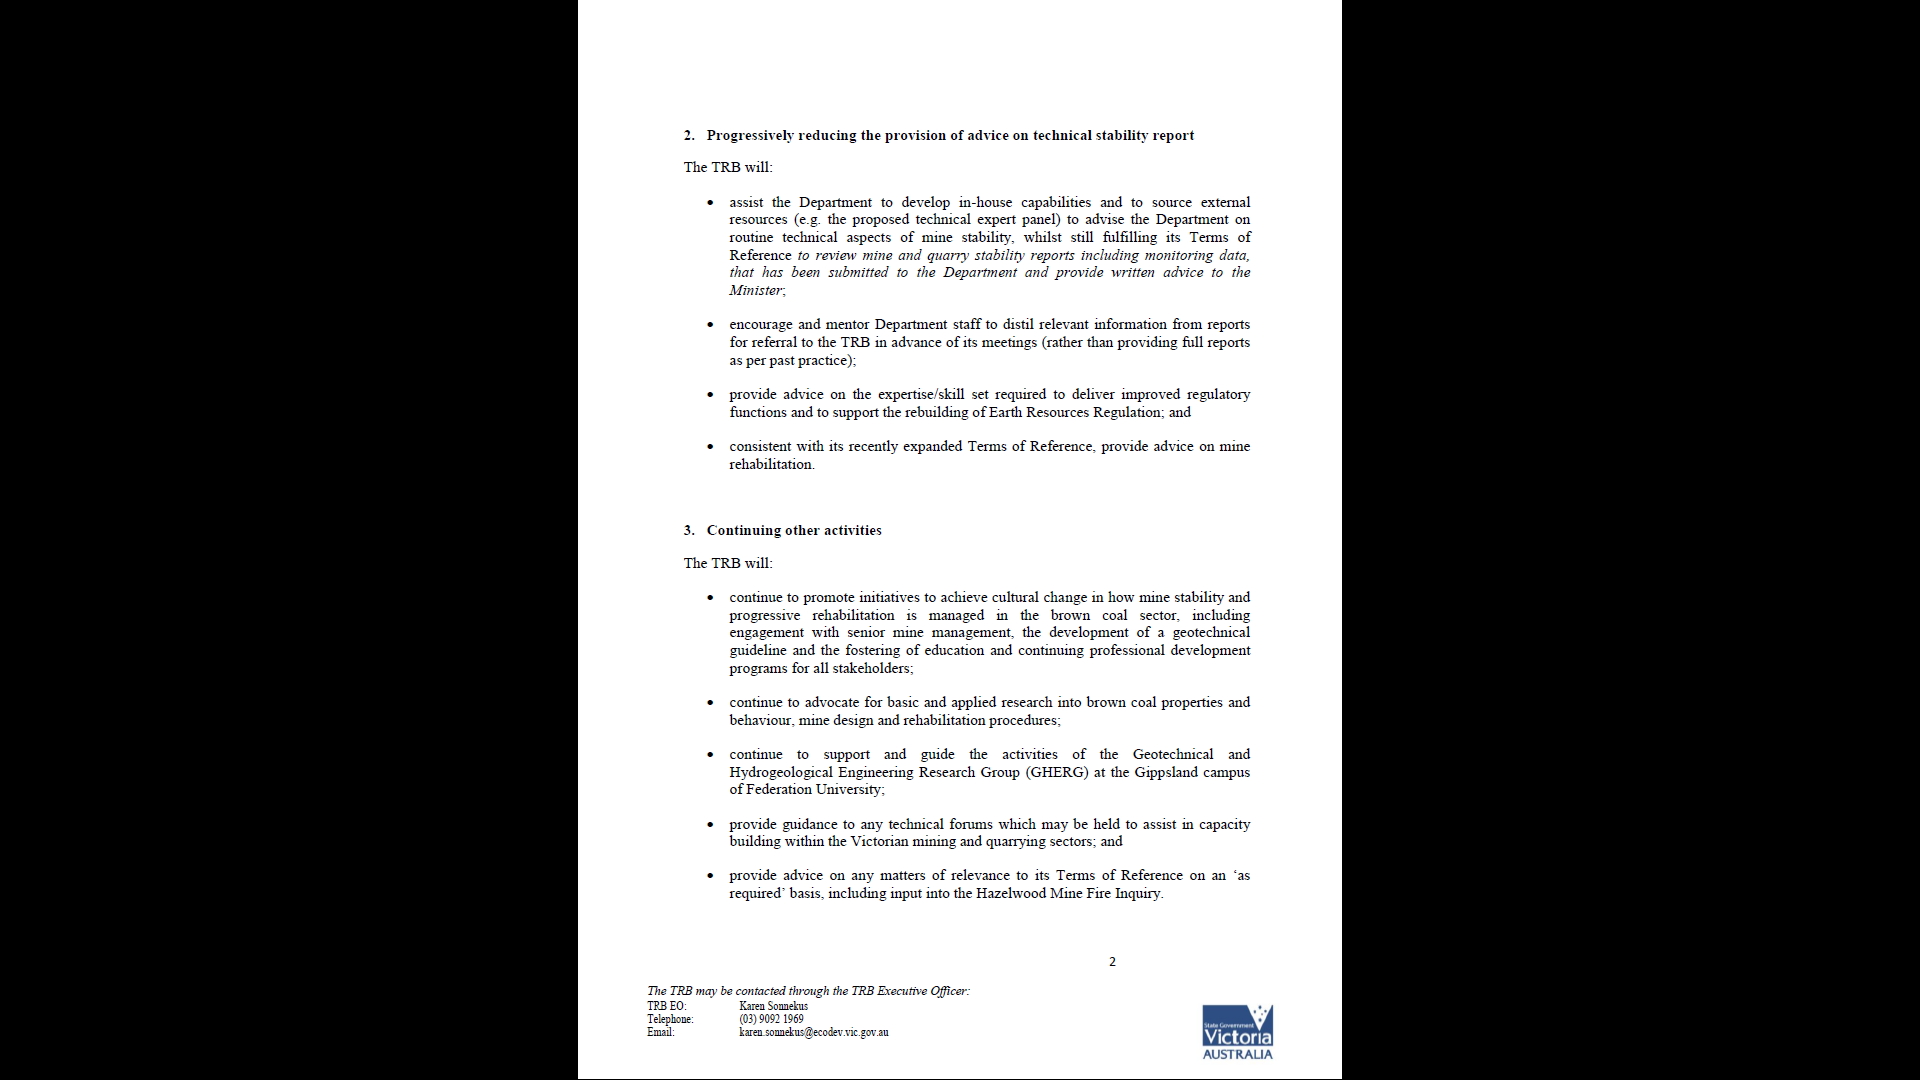 2. Progressively reducing the provision of advice on technical stability report
The TRB will:
• assist the Department to develop in-house capabilities and to source external
resources (e.g. the proposed technical expert panel) to advise the Department on
routine technical aspects of mine stability, whilst still fulfilling its Terms of
Reference to review mine and quarry stability reports including monitoring data,
that has been submitted to the Department and provide written advice to the
Minister;
• encourage and mentor Department staff to distil relevant information from reports
for referral to the TRB in advance of its meetings (rather than providing full reports
as per past practice);
• provide advice on the expertise/skill set required to deliver improved regulatory
functions and to support the rebuilding of Earth Resources Regulation; and
• consistent with its recently expanded Terms of Reference, provide advice on mine
rehabilitation.
3. Continuing other activities
The TRB will:
• continue to promote initiatives to achieve cultural change in how mine stability and
progressive rehabilitation is managed in the brown coal sector, including
engagement with senior mine management, the development of a geotechnical
guideline and the fostering of education and continuing professional development
programs for all stakeholders;
• continue to advocate for basic and applied research into brown coal properties and
behaviour, mine design and rehabilitation procedures;
• continue to support and guide the activities of the Geotechnical and
Hydrogeological Engineering Research Group (GHERG) at the Gippsland campus
of Federation University;
• provide guidance to any technical forums which may be held to assist in capacity
building within the Victorian mining and quarrying sectors; and
• provide advice on any matters of relevance to its Terms of Reference on an ‘as
required’ basis, including input into the Hazelwood Mine Fire Inquiry.
2
The TRB may be contacted through the TRB Executive Officer:
TRB EO: Karen Sonnekus
Telephone: (03) 9092 1969
Email: karen.sonnekus@ecodev.vic.gov.au
State Government
Victoria
AUSTRALIA